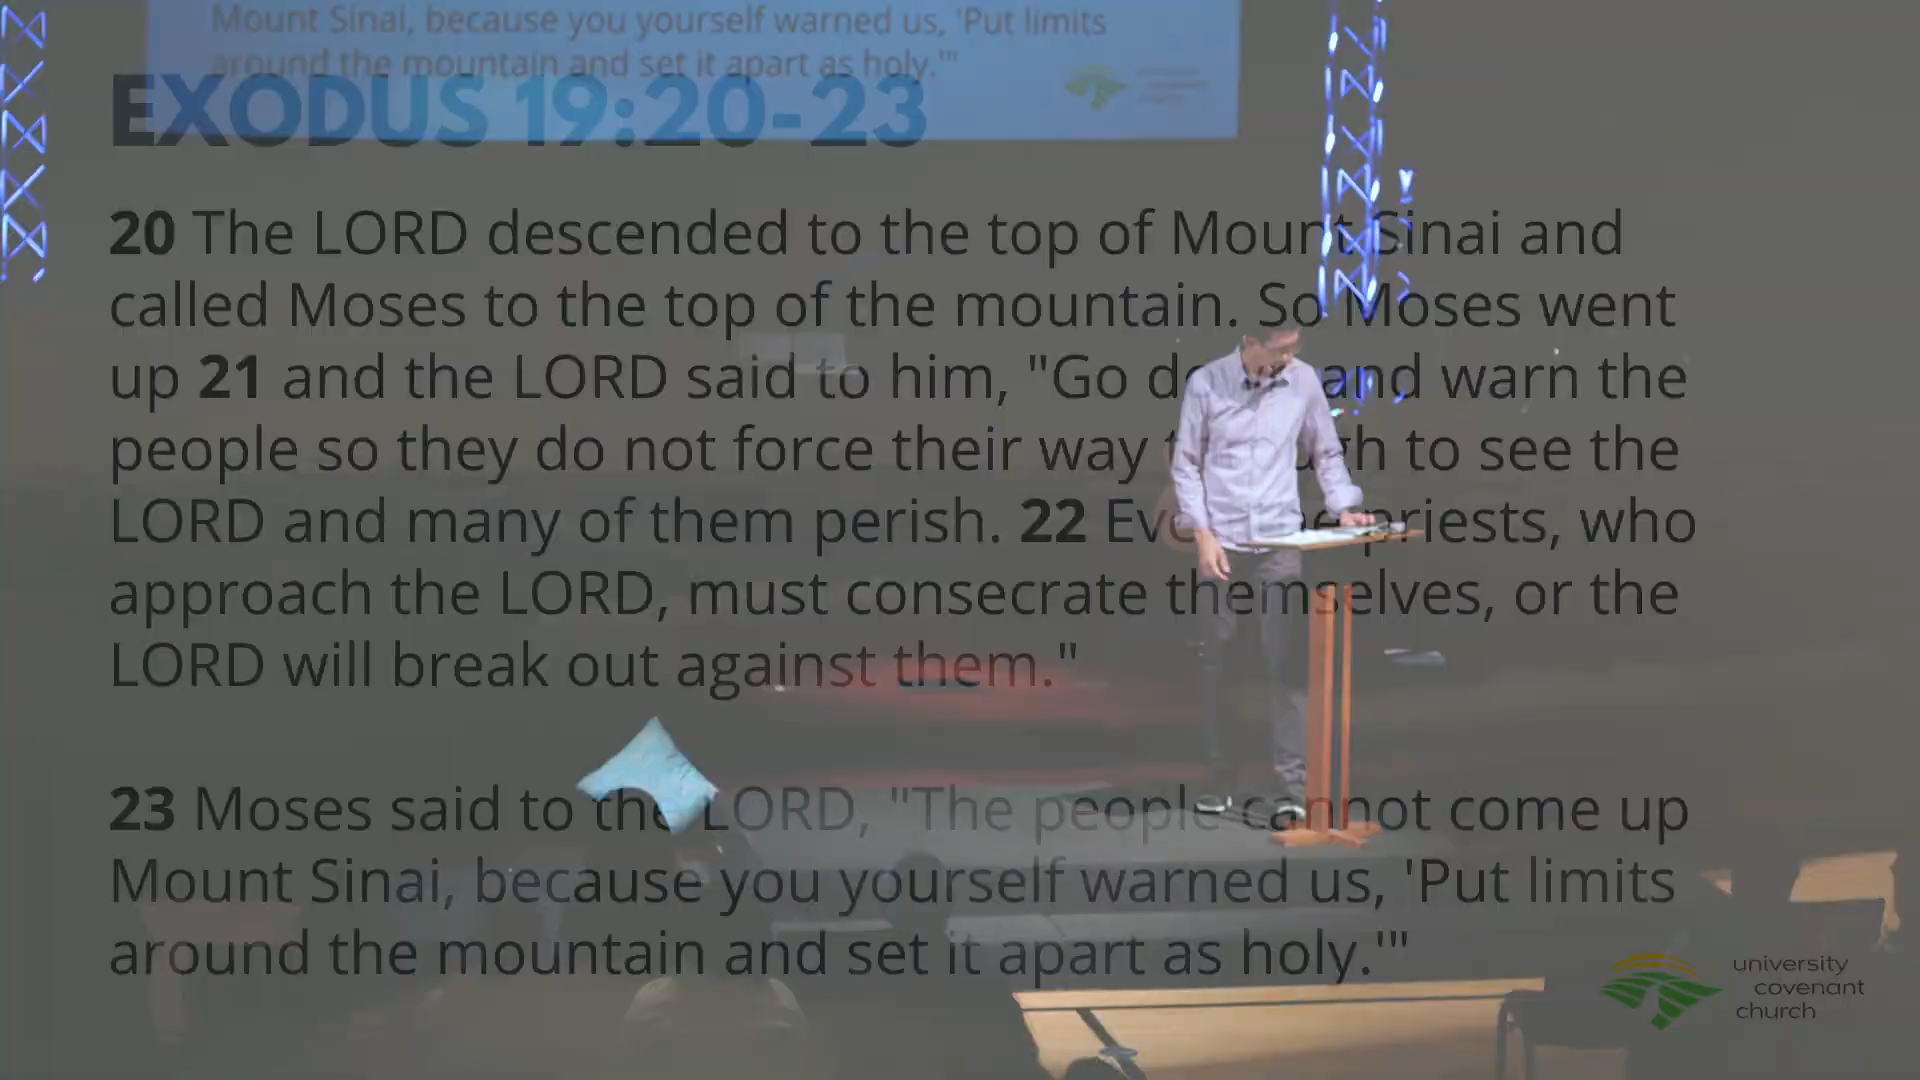 Mount Sinai, because you yourself warned us, 'Put limits
around the mountain and set it apart as holy.'"
EXODUS 19:20-23
20 The LORD descended to the top of Mount Sinai and
called Moses to the top of the mountain. So Moses went
up 21 and the LORD said to him, "Go and warn the
people so they do not force their way to see the
LORD and many of them perish. 22 priests, who
approach the LORD, must consecrate themselves, or the
LORD will break out against them."
23 Moses said to the LORD, "The people cannot come up
Mount Sinai, because you yourself warned us, 'Put limits
around the mountain and set it apart as holy.'"
university
covenant
church